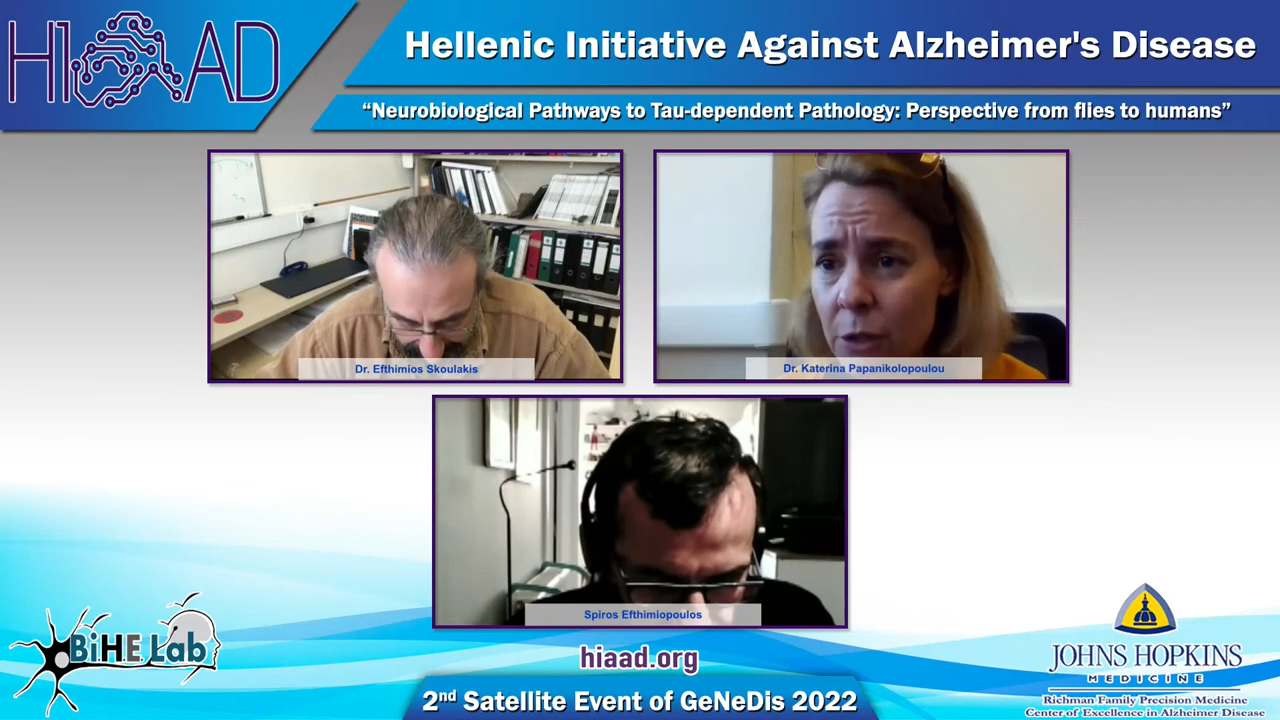 HIAAD
Hellenic Initiative Against Alzheimer's Disease
“Neurobiological Pathways to Tau-dependent Pathology: Perspective from flies to humans”
Dr. Efthimios Skoulakis
Dr. Katerina Papanikolopoulou
Spiros Efthimiopoulos
BiHE Lab
hiaad.org
2nd Satellite Event of GeNeDis 2022
JOHNS HOPKINS
MEDICINE
Richman Family Precision Medicine
Center of Excellence in Alzheimer Disease